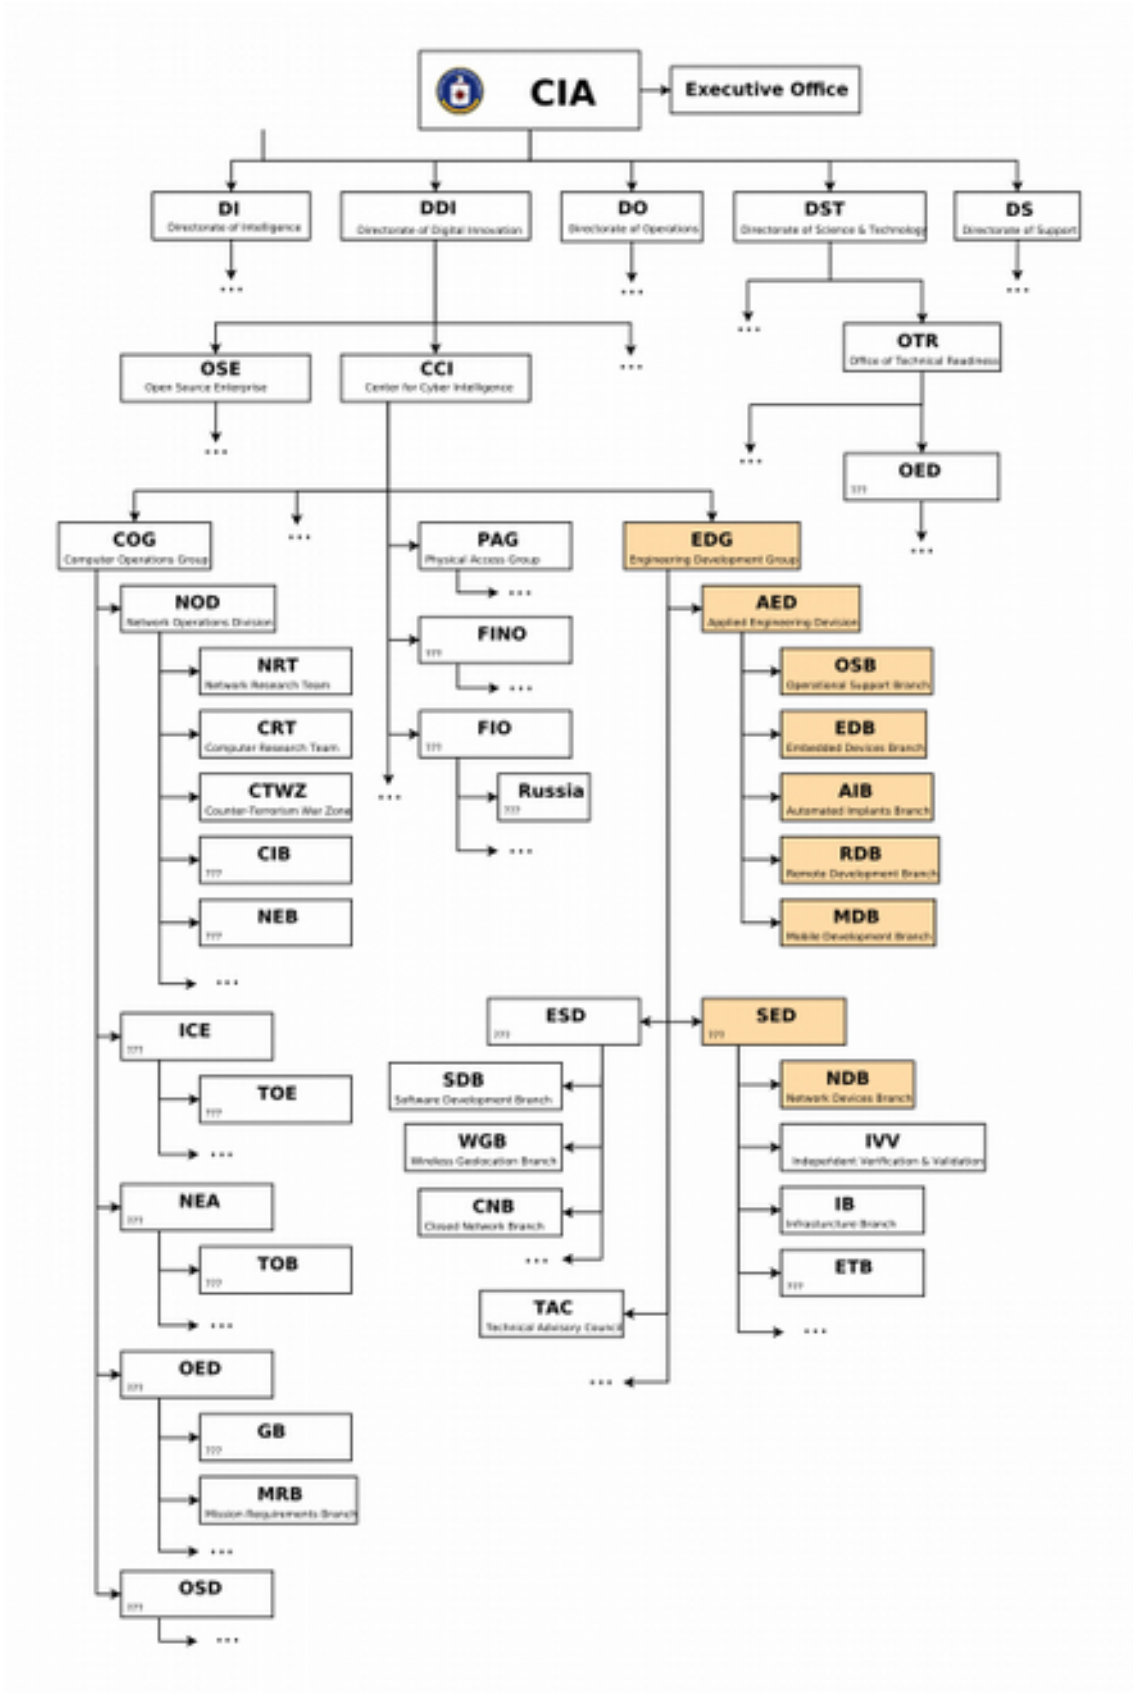 CIA
Executive Office
DI
Directorate of Intelligence
DDI
Directorate of Digital Innovation
DO
Directorate of Operations
DST
Directorate of Science & Technology
DS
Directorate of Support
...
...
...
...
OTR
Office of Technical Readiness
OSE
Open Source Enterprise
CCI
Center for Cyber Intelligence
...
...
...
OED
???
...
COG
Computer Operations Group
...
PAG
Physical Access Group
...
EDG
Engineering Development Group
NOD
Network Operations Division
NRT
Network Research Team
CRT
Computer Research Team
CTWZ
Counter-Terrorism War Zone
CIB
???
NEB
???
...
FINO
???
...
FIO
???
Russia
???
...
...
AED
Applied Engineering Devision
OSB
Operational Support Branch
EDB
Embedded Devices Branch
AIB
Automated Implants Branch
RDB
Remote Development Branch
MDB
Mobile Development Branch
ICE
???
TOE
???
...
NEA
???
TOB
???
...
OED
???
GB
???
MRB
Mission Requirements Branch
...
OSD
???
...
ESD
???
SDB
Software Development Branch
WGB
Wireless Geolocation Branch
CNB
Closed Network Branch
...
TAC
Technical Advisory Council
...
SED
???
NDB
Network Devices Branch
IVV
Independent Verification & Validation
IB
Infrasturcture Branch
ETB
???
...